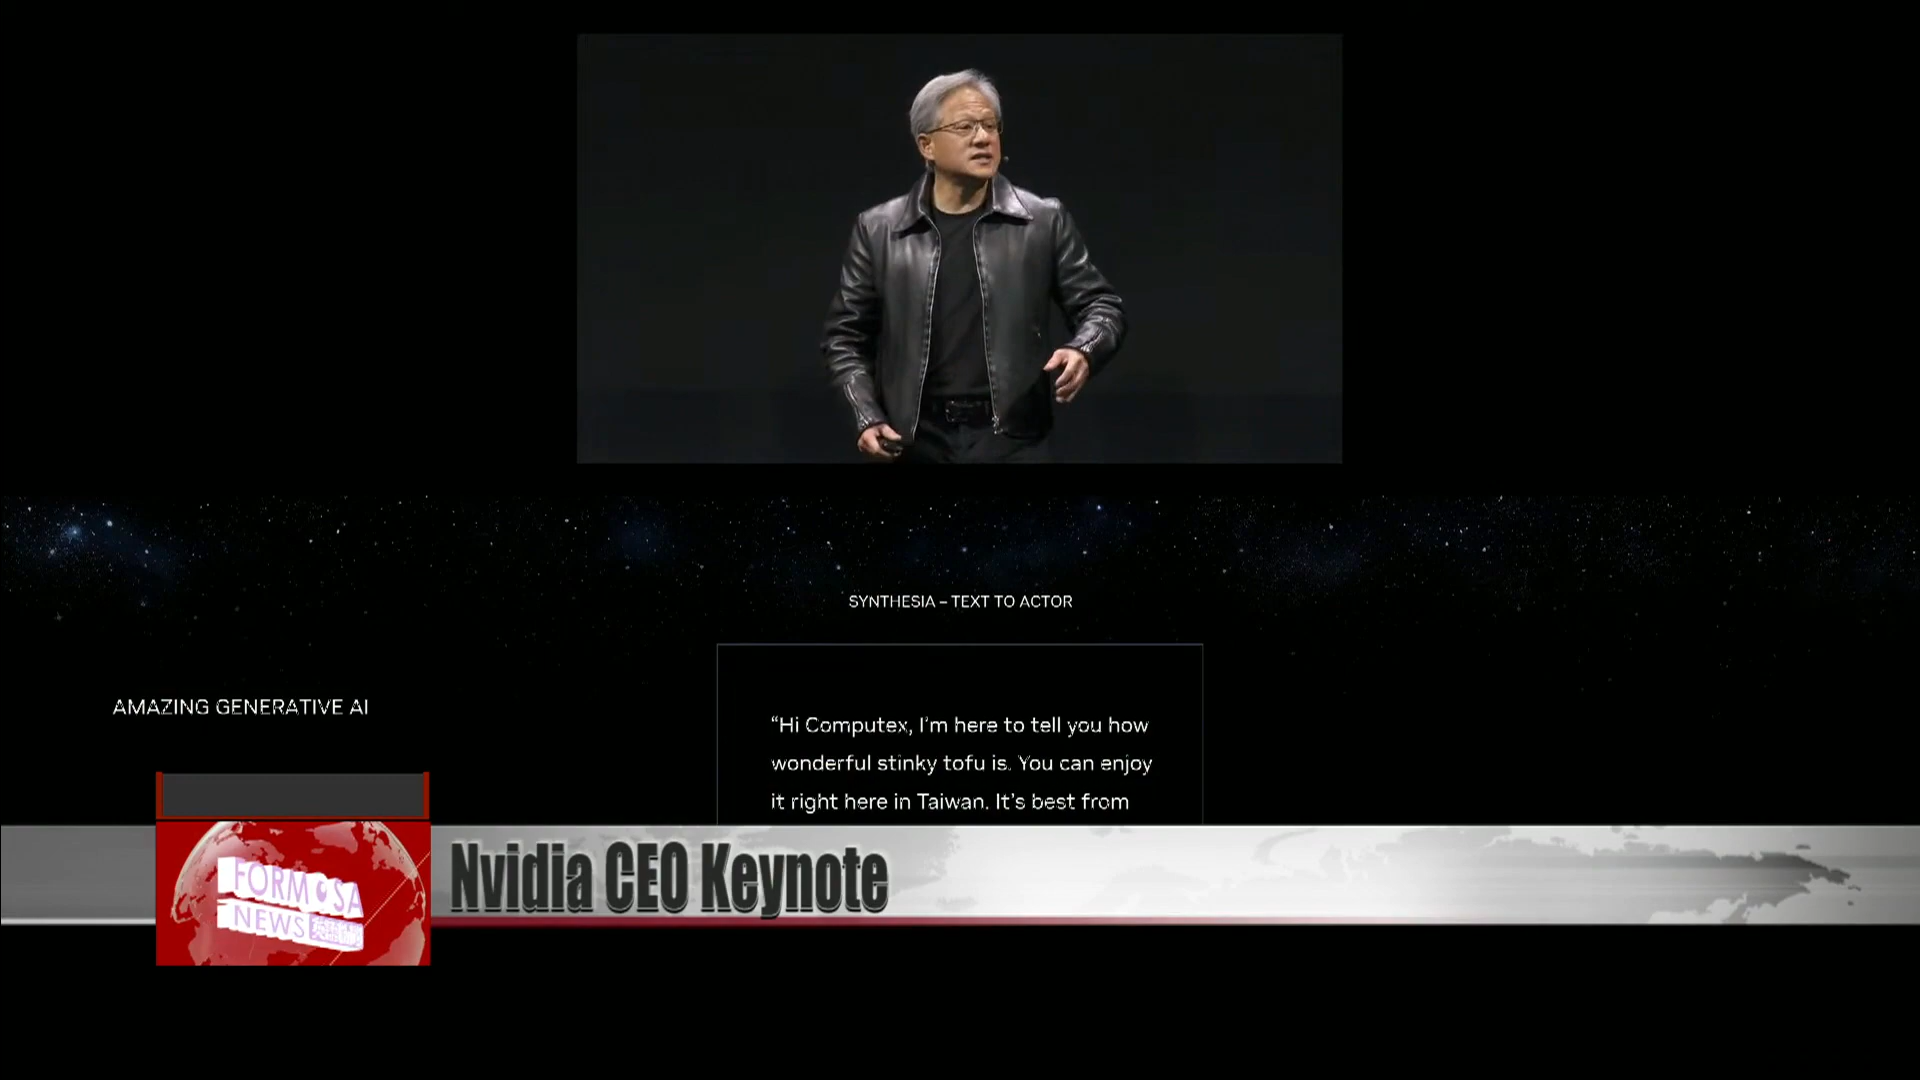 SYNTHESIA – TEXT TO ACTOR
AMAZING GENERATIVE AI
“Hi Computex, I’m here to tell you how
wonderful stinky tofu is. You can enjoy
it right here in Taiwan. It’s best from
Nvidia CEO Keynote
FORMOSA
NEWS